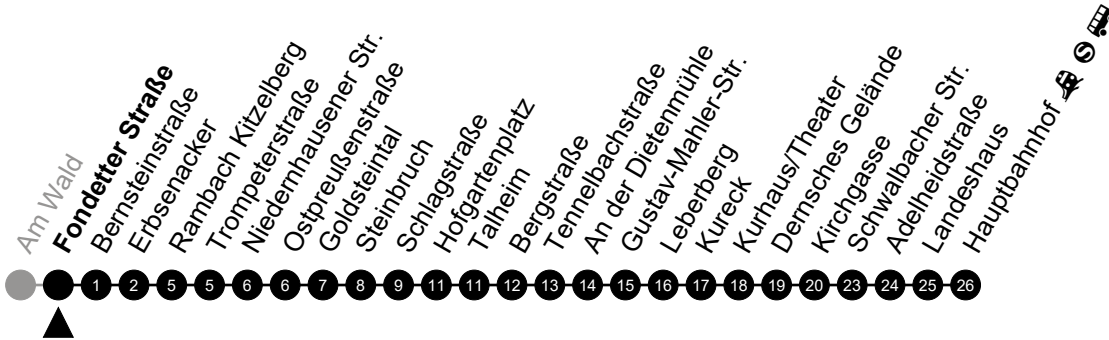 Am Wald
Fondetter Straße
Bernsteinstraße
Erbsenacker
Rambach Kitzelberg
Trompeterstraße
Niedernhausener Str.
Ostpreußenstraße
Goldsteintal
Steinbruch
Schlagstraße
Hofgartenplatz
Talheim
Bergstraße
Tennelbachstraße
An der Dietenmühle
Gustav-Mahler-Str.
Leberberg
Kureck
Kurhaus/Theater
Dernsches Gelände
Kirchgasse
Schwalbacher Str.
Adelheidstraße
Landeshaus
Hauptbahnhof S
1 2 5 5 6 6 7 8 9 11 11 12 13 14 15 16 17 18 19 20 23 24 25 26